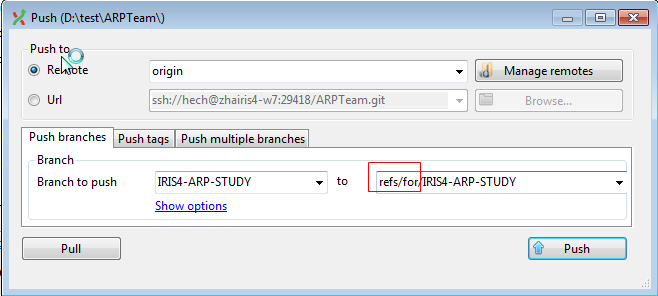 Push (D:\test\ARPTeam\)
Push to
Remote origin Manage remotes
Url ssh://hech@zhairis4-w7:29418/ARPTeam.git Browse...
Push branches Push tags Push multiple branches
Branch
Branch to push IRIS4-ARP-STUDY to refs/for/IRIS4-ARP-STUDY
Show options
Pull Push